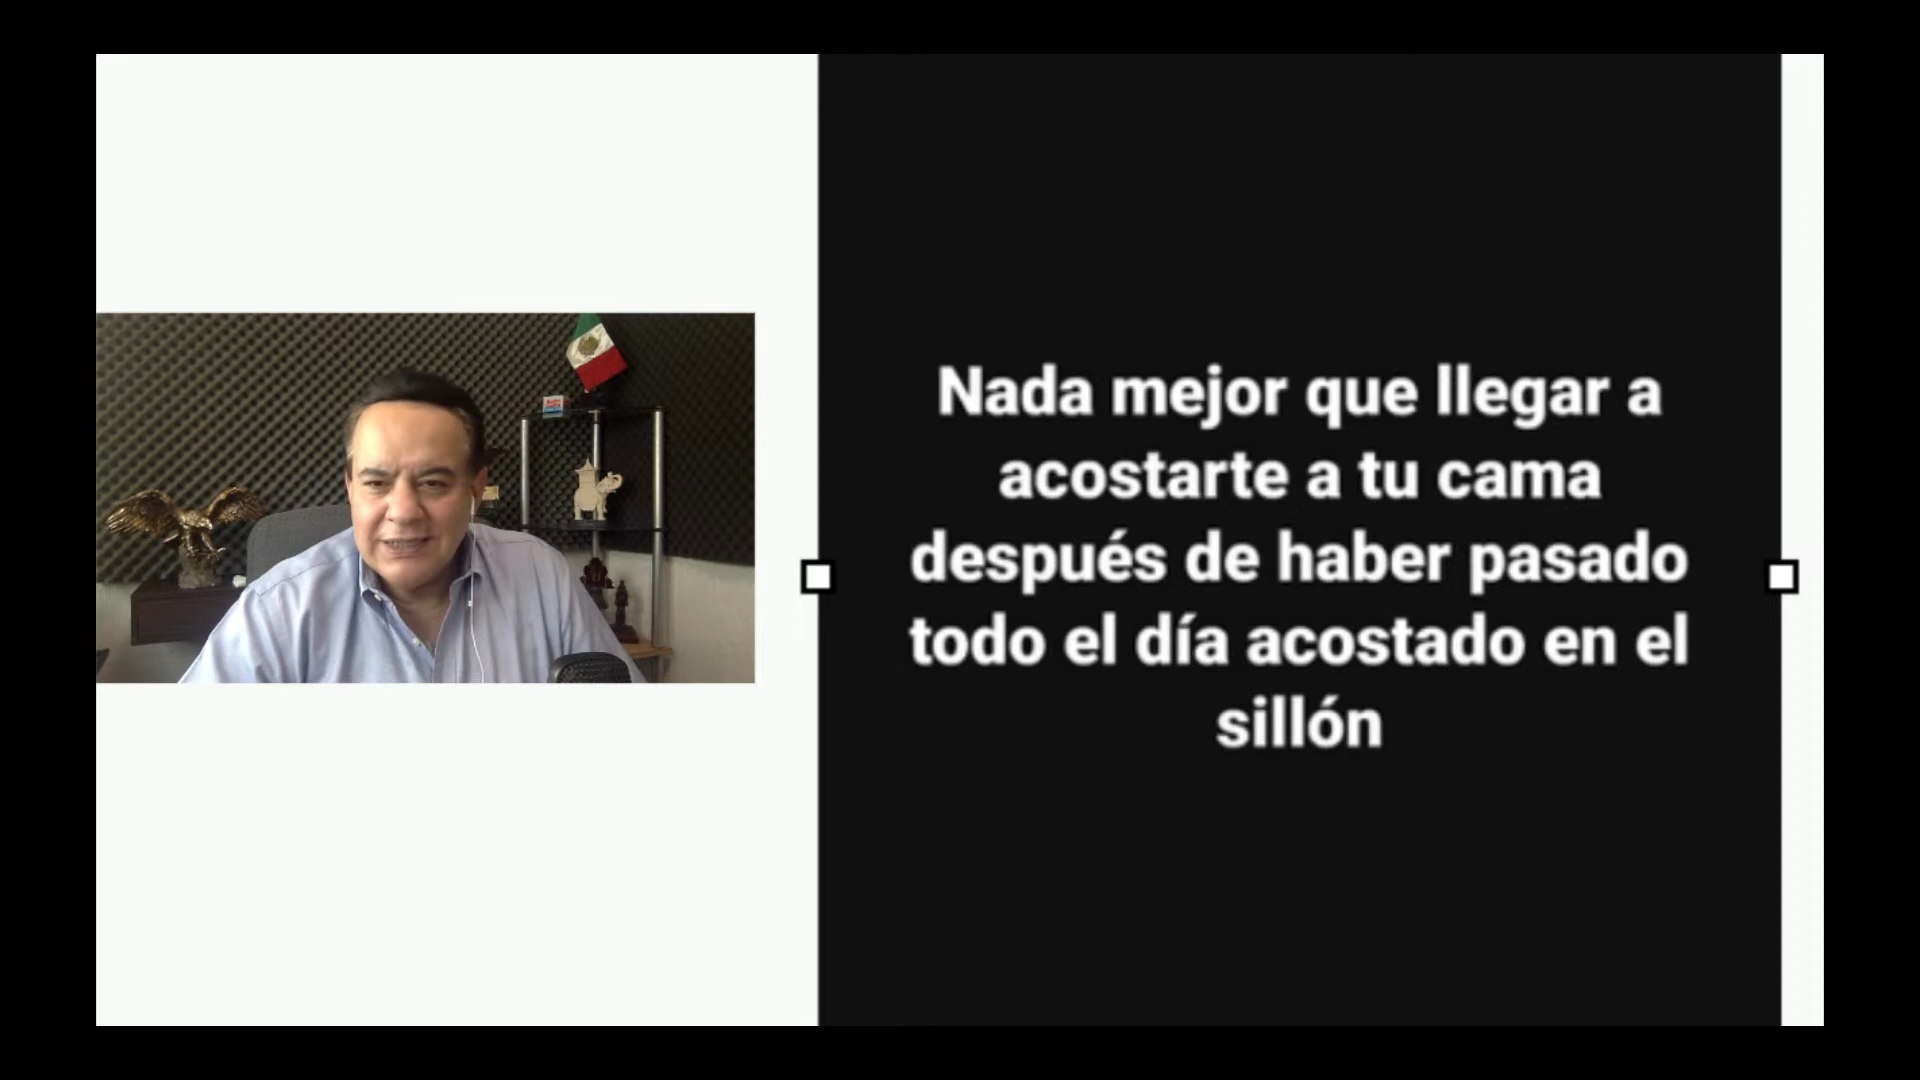 Nada mejor que llegar a
acostarte a tu cama
después de haber pasado
todo el día acostado en el
sillón